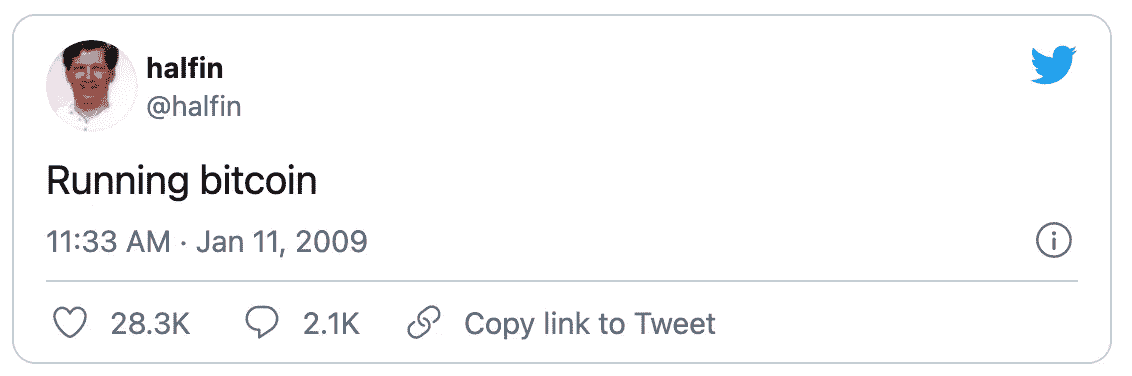 halfin
@halfin
Running bitcoin
11:33 AM · Jan 11, 2009
28.3K 2.1K Copy link to Tweet